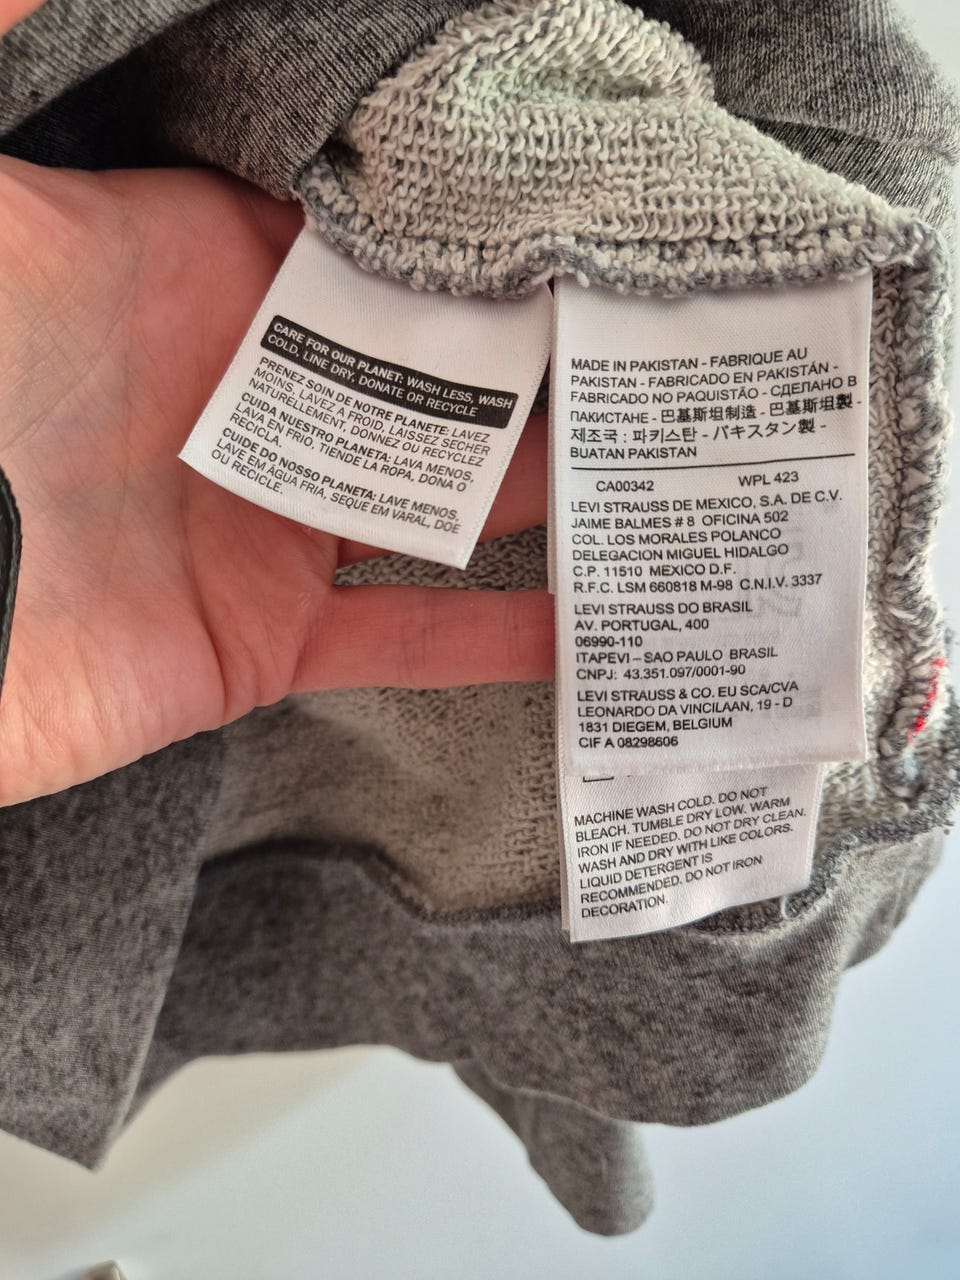 CARE FOR OUR PLANET: WASH LESS, WASH
COLD, LINE DRY, DONATE OR RECYCLE
PRENEZ SOIN DE NOTRE PLANETE: LAVEZ
MOINS, LAVEZ A FROID, LAISSEZ SECHER
NATURELLEMENT, DONNEZ OU RECYCLEZ
CUIDA NUESTRO PLANETA: LAVA MENOS,
LAVA EN FRIO, TIENDE LA ROPA, DONA O
RECICLA.
CUIDE DO NOSSO PLANETA: LAVE MENOS,
LAVE EM ÁGUA FRIA, SEQUE EM VARAL, DOE
OU RECICLE.
MADE IN PAKISTAN - FABRIQUE AU
PAKISTAN - FABRICADO EN PAKISTÁN -
FABRICADO NO PAQUISTÃO - СДЕЛАНО В
ПАКИСТАНЕ - 巴基斯坦制造 - 巴基斯坦製 -
제조국 : 파키스탄 - パキスタン製 -
BUATAN PAKISTAN
CA00342 WPL 423
LEVI STRAUSS DE MEXICO, S.A. DE C.V.
JAIME BALMES # 8 OFICINA 502
COL. LOS MORALES POLANCO
DELEGACION MIGUEL HIDALGO
C.P. 11510 MEXICO D.F.
R.F.C. LSM 660818 M-98 C.N.I.V. 3337
LEVI STRAUSS DO BRASIL
AV. PORTUGAL, 400
06990-110
ITAPEVI – SAO PAULO BRASIL
CNPJ: 43.351.097/0001-90
LEVI STRAUSS & CO. EU SCA/CVA
LEONARDO DA VINCILAAN, 19 - D
1831 DIEGEM, BELGIUM
CIF A 08298606
MACHINE WASH COLD. DO NOT
BLEACH. TUMBLE DRY LOW. WARM
IRON IF NEEDED. DO NOT DRY CLEAN.
WASH AND DRY WITH LIKE COLORS.
LIQUID DETERGENT IS
RECOMMENDED. DO NOT IRON
DECORATION.